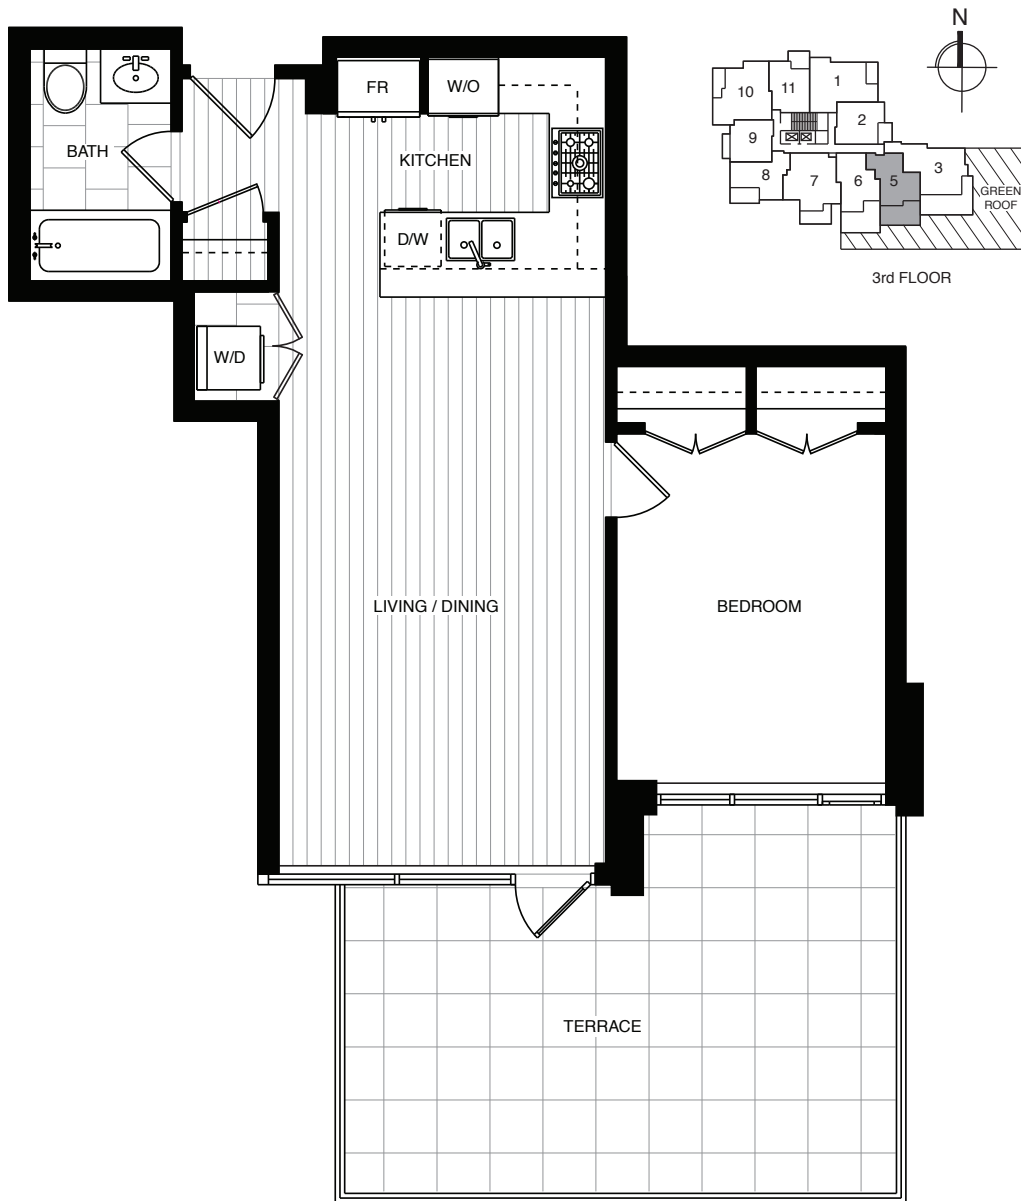 N
11
1
10
2
9
3
8
7
6
5
GREEN
ROOF
3rd FLOOR
FR
W/O
BATH
KITCHEN
D/W
W/D
LIVING / DINING
BEDROOM
TERRACE